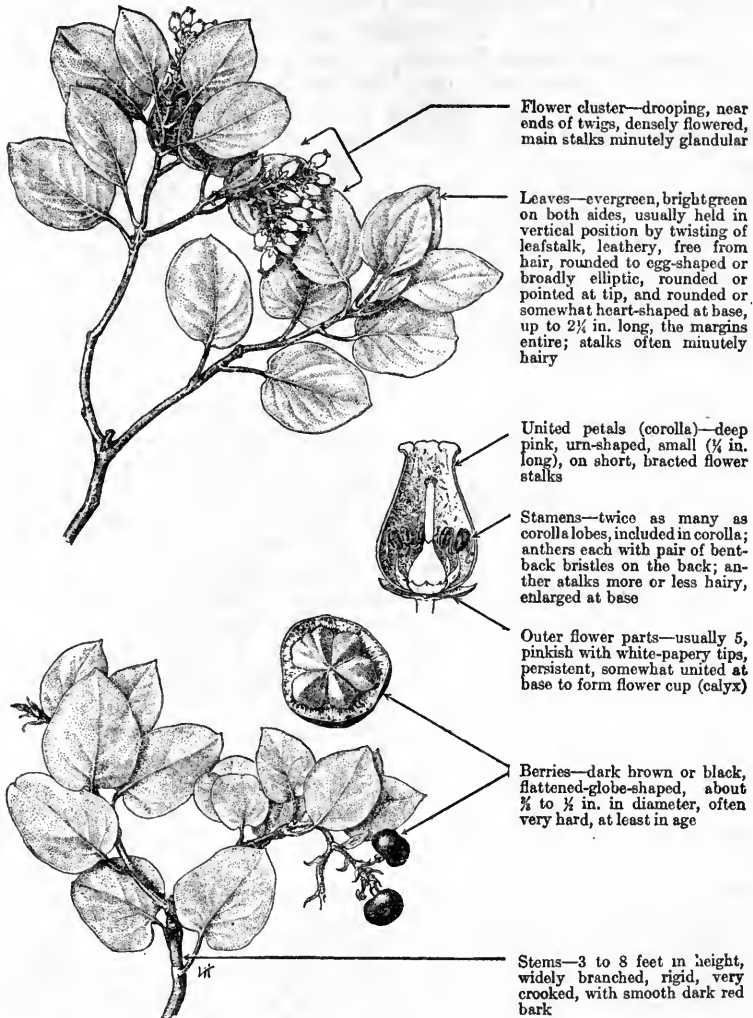 Flower cluster—drooping, near
ends of twigs, densely flowered,
main stalks minutely glandular
Leaves—evergreen, bright green
on both sides, usually held in
vertical position by twisting of
leafstalk, leathery, free from
hair, rounded to egg-shaped or
broadly elliptic, rounded or
pointed at tip, and rounded or
somewhat heart-shaped at base,
up to 2¼ in. long, the margins
entire; stalks often minutely
hairy
United petals (corolla)—deep
pink, urn-shaped, small (¼ in.
long), on short, bracted flower
stalks
Stamens—twice as many as
corolla lobes, included in corolla;
anthers each with pair of bent-
back bristles on the back; an-
ther stalks more or less hairy,
enlarged at base
Outer flower parts—usually 5,
pinkish with white-papery tips,
persistent, somewhat united at
base to form flower cup (calyx)
Berries—dark brown or black,
flattened-globe-shaped, about
to ½ in. in diameter, often
very hard, at least in age
Stems—3 to 8 feet in height,
widely branched, rigid, very
crooked, with smooth dark red
bark